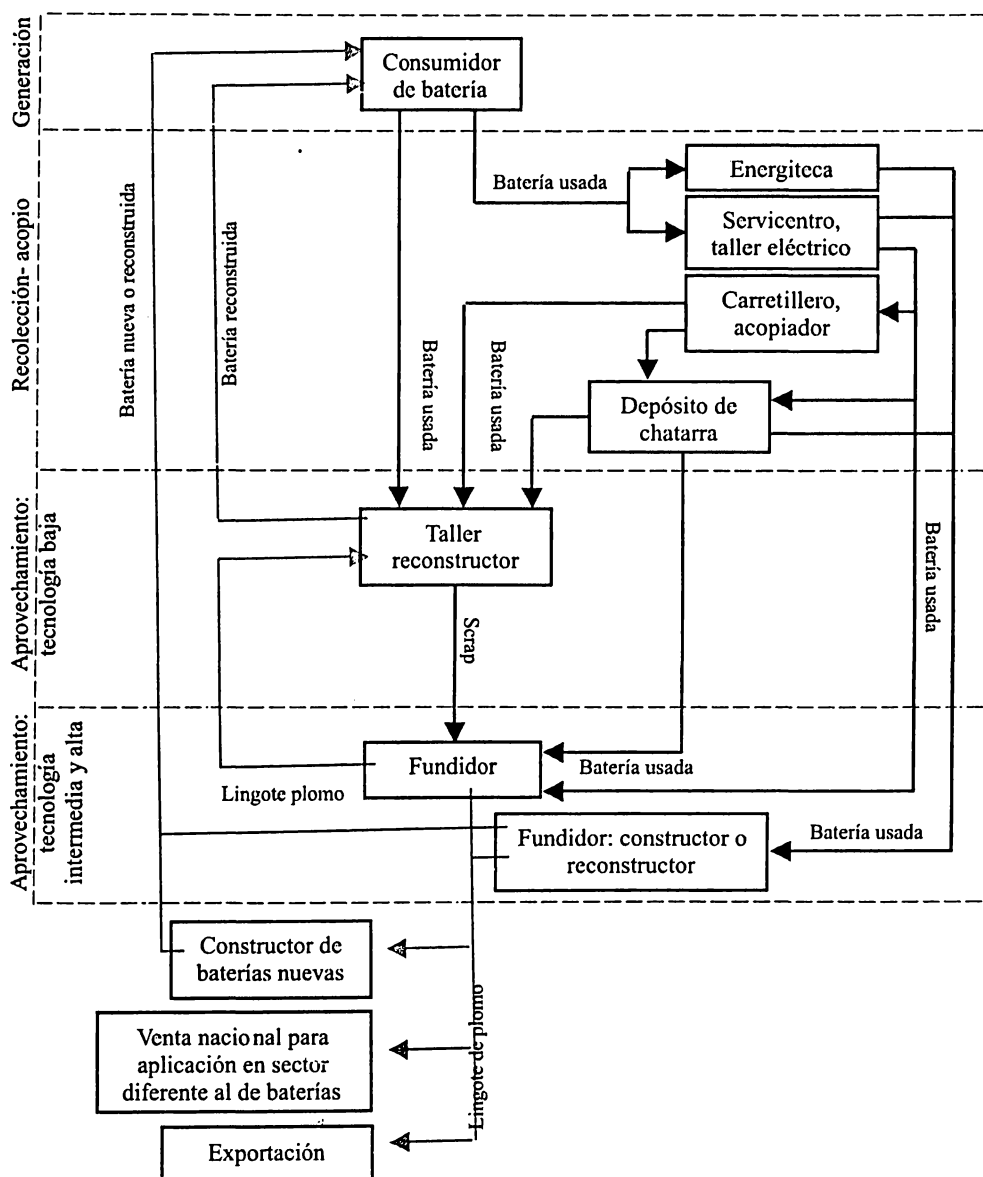 Generación
Consumidor
de batería
Recolección- acopio
Batería nueva o reconstruida
Batería reconstruida
Batería usada
Energiteca
Servicentro,
taller eléctrico
Carretillero,
acopiador
Batería usada
Batería usada
Depósito de
chatarra
Aprovechamiento:
tecnología baja
Taller
reconstructor
Batería usada
Scrap
Aprovechamiento:
tecnología
intermedia y alta
Fundidor
Batería usada
Lingote plomo
Fundidor: constructor o
reconstructor
Batería usada
Constructor de
baterías nuevas
Lingote de plomo
Venta nacional para
aplicación en sector
diferente al de baterías
Exportación